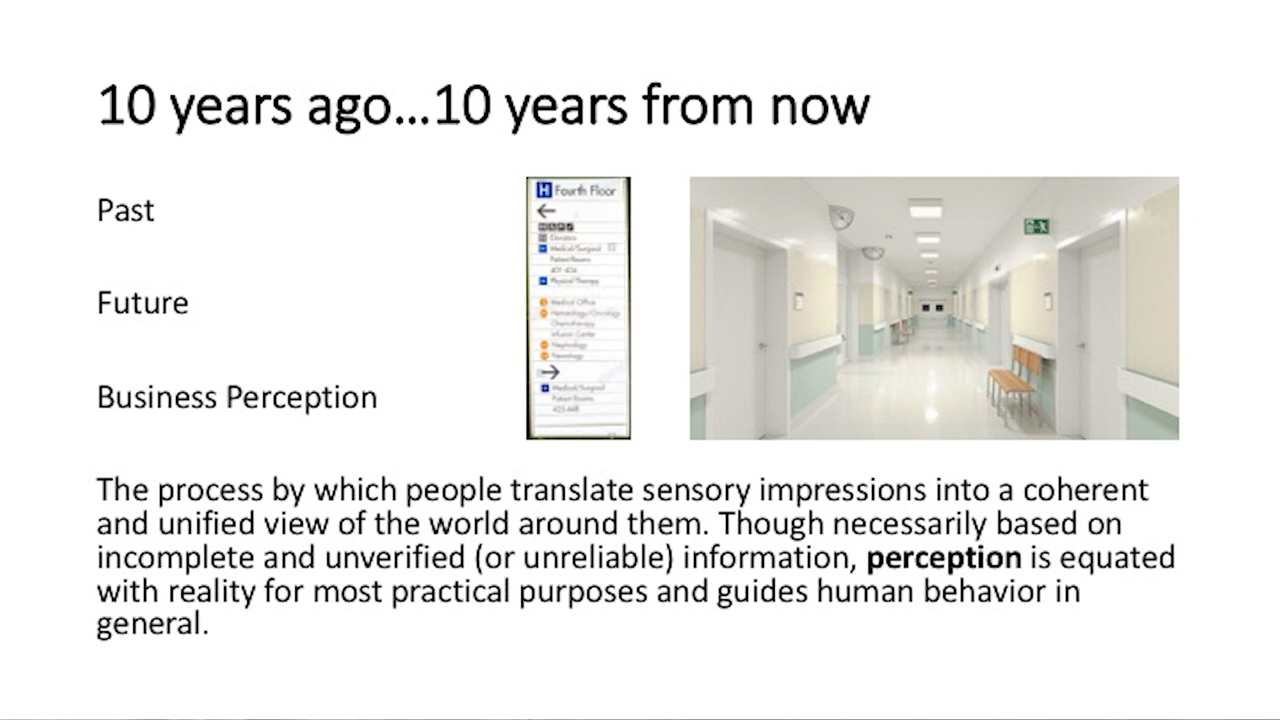 10 years ago...10 years from now
Past
Future
Business Perception
H Fourth Floor
Elevators
Medical/Surgical
Patient Rooms
Physical Therapy
Medical Office
Hematology/Oncology
Chemotherapy
Infusion Center
Nephrology
Neurology
Medical/Surgical
Patient Rooms
The process by which people translate sensory impressions into a coherent
and unified view of the world around them. Though necessarily based on
incomplete and unverified (or unreliable) information, perception is equated
with reality for most practical purposes and guides human behavior in
general.